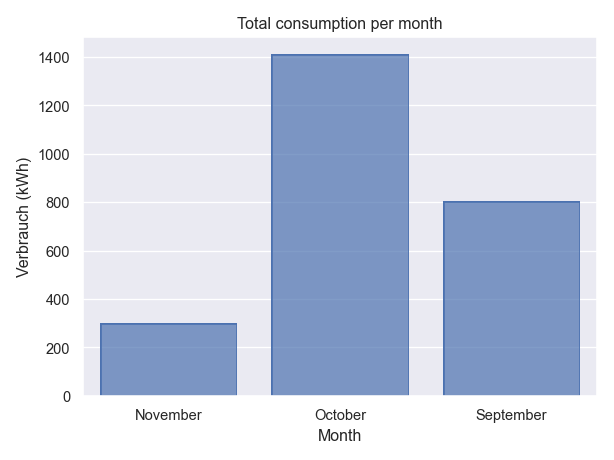 Total consumption per month
Verbrauch (kWh)
1400
1200
1000
800
600
400
200
0
November October September
Month